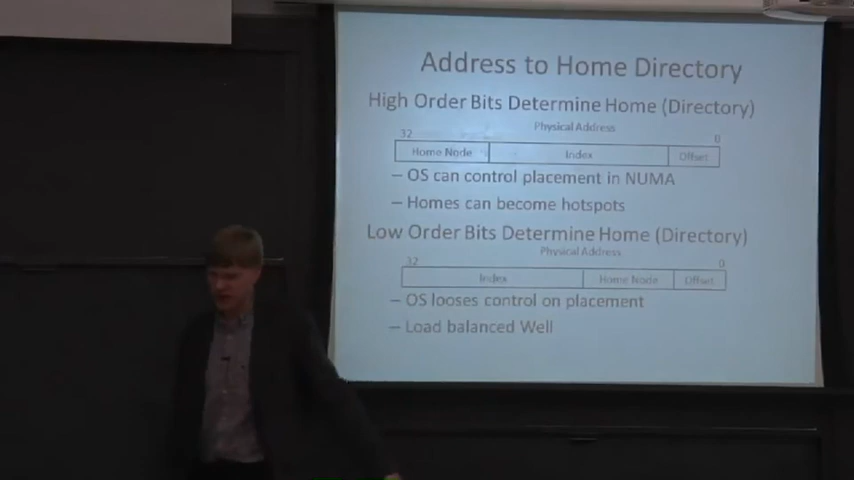 Address to Home Directory
High Order Bits Determine Home (Directory)
Physical Address
32 0
Home Node Index Offset
– OS can control placement in NUMA
– Homes can become hotspots
Low Order Bits Determine Home (Directory)
Physical Address
32 0
Index Home Node Offset
– OS looses control on placement
– Load balanced Well